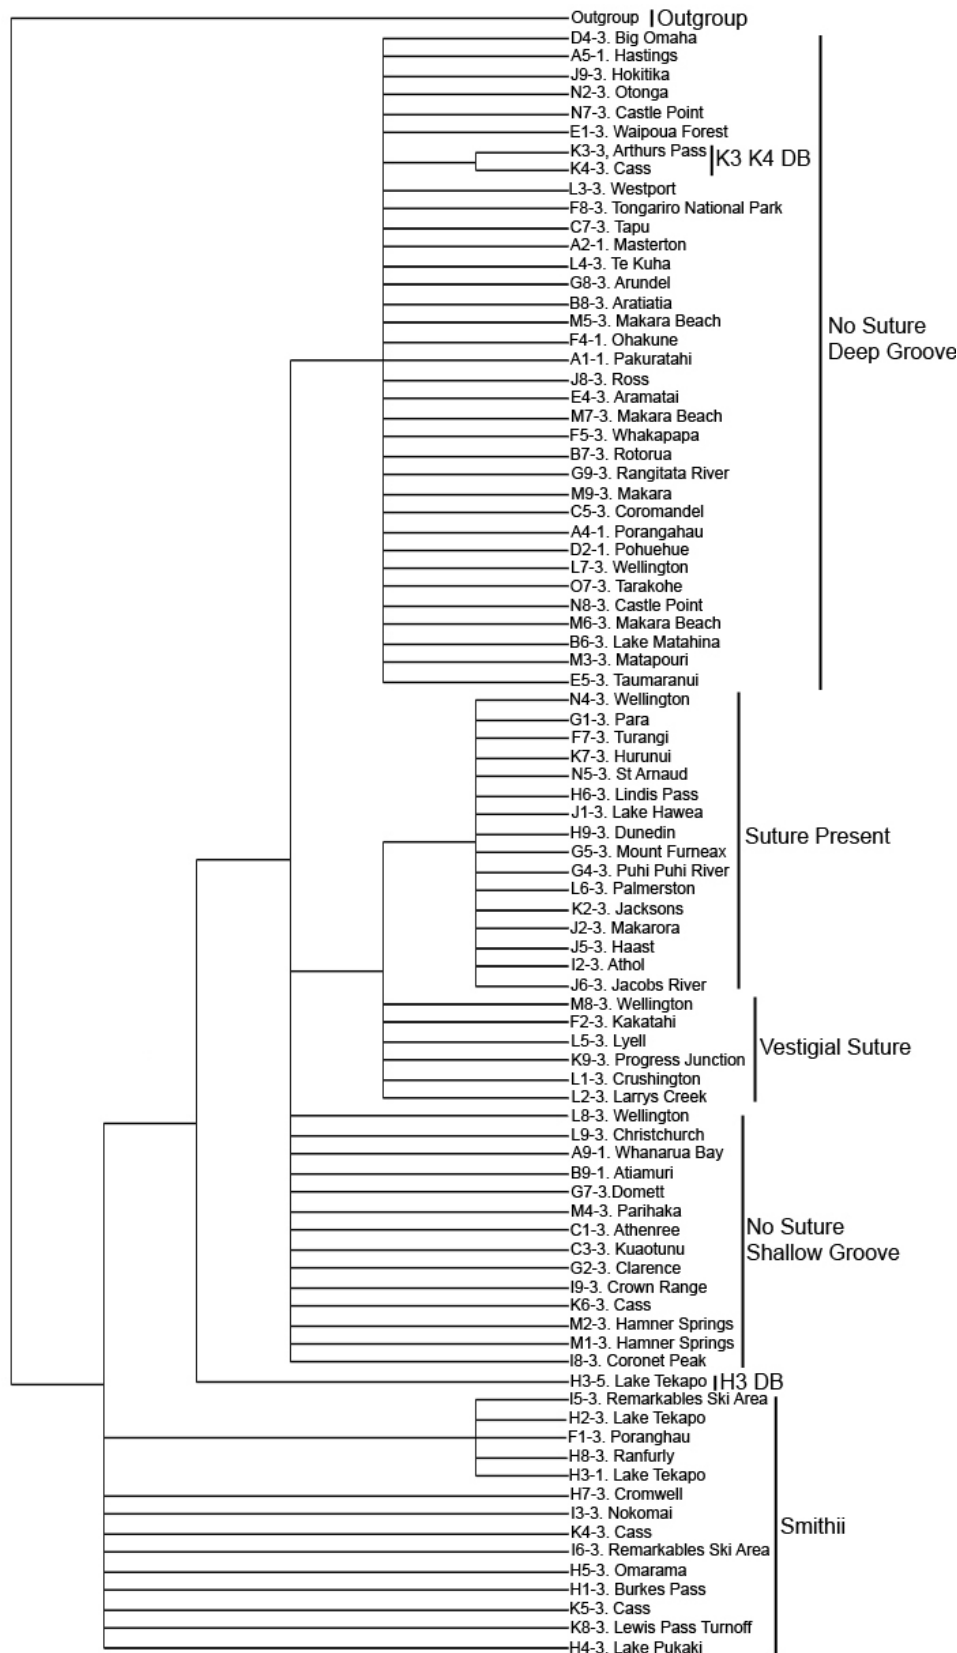 Outgroup
Outgroup
D4-3. Big Omaha
A5-1. Hastings
J9-3. Hokitika
N2-3. Otonga
N7-3. Castle Point
E1-3. Waipoua Forest
K3-3, Arthurs Pass
K4-3. Cass
K3 K4 DB
L3-3. Westport
F8-3. Tongariro National Park
C7-3. Tapu
A2-1. Masterton
L4-3. Te Kuha
G8-3. Arundel
B8-3. Aratiatia
M5-3. Makara Beach
F4-1. Ohakune
A1-1. Pakuratahi
J8-3. Ross
E4-3. Aramatai
M7-3. Makara Beach
F5-3. Whakapapa
B7-3. Rotorua
G9-3. Rangitata River
M9-3. Makara
C5-3. Coromandel
A4-1. Porangahau
D2-1. Pohuehue
L7-3. Wellington
O7-3. Tarakohe
N8-3. Castle Point
M6-3. Makara Beach
B6-3. Lake Matahina
M3-3. Matapouri
E5-3. Taumaranui
No Suture
Deep Groove
N4-3. Wellington
G1-3. Para
F7-3. Turangi
K7-3. Hurunui
N5-3. St Arnaud
H6-3. Lindis Pass
J1-3. Lake Hawea
H9-3. Dunedin
G5-3. Mount Furneax
G4-3. Puhi Puhi River
L6-3. Palmerston
K2-3. Jacksons
J2-3. Makarora
J5-3. Haast
I2-3. Athol
J6-3. Jacobs River
Suture Present
M8-3. Wellington
F2-3. Kakatahi
L5-3. Lyell
K9-3. Progress Junction
L1-3. Crushington
L2-3. Larrys Creek
Vestigial Suture
L8-3. Wellington
L9-3. Christchurch
A9-1. Whanarua Bay
B9-1. Atiamuri
G7-3.Domett
M4-3. Parihaka
C1-3. Athenree
C3-3. Kuaotunu
G2-3. Clarence
I9-3. Crown Range
K6-3. Cass
M2-3. Hamner Springs
M1-3. Hamner Springs
I8-3. Coronet Peak
No Suture
Shallow Groove
H3-5. Lake Tekapo
H3 DB
I5-3. Remarkables Ski Area
H2-3. Lake Tekapo
F1-3. Poranghau
H8-3. Ranfurly
H3-1. Lake Tekapo
H7-3. Cromwell
I3-3. Nokomai
K4-3. Cass
I6-3. Remarkables Ski Area
H5-3. Omarama
H1-3. Burkes Pass
K5-3. Cass
K8-3. Lewis Pass Turnoff
H4-3. Lake Pukaki
Smithii